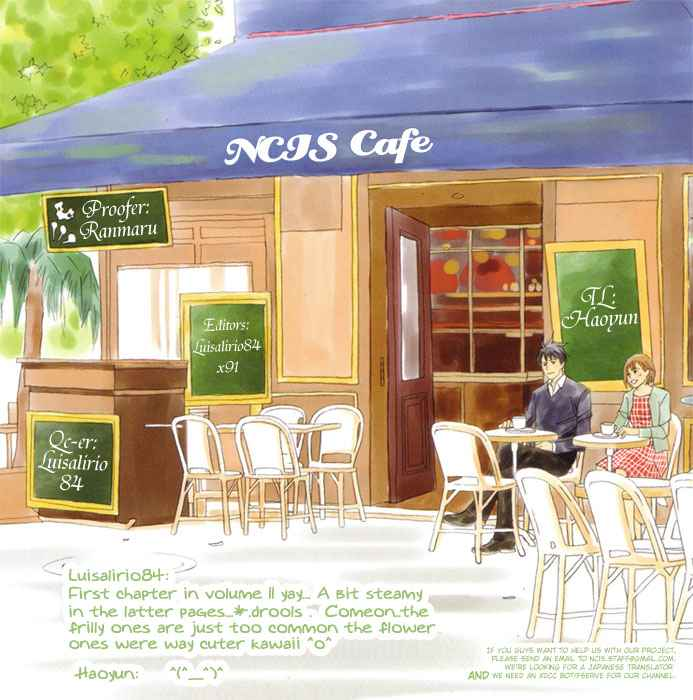 NCIS Cafe
Proofer:
Ranmaru
Editors:
Luisalirio84
x91
TL:
Haoyun
Qc-er:
Luisalirio
84
Luisalirio84:
First chapter in volume 11 yay... A bit steamy
in the latter pages...*.drools . Comeon..the
frilly ones are just too common the flower
ones were way cuter kawaii ^o^
Haoyun: ^(^__^)^
IF YOU GUYS WANT TO HELP US WITH OUR PROJECT,
PLEASE SEND AN EMAIL TO NCIS.STAFF@GMAIL.COM.
WE'RE LOOKING FOR A JAPANESE TRANSLATOR
AND WE NEED AN XDCC BOT/FSERVE FOR OUR CHANNEL.